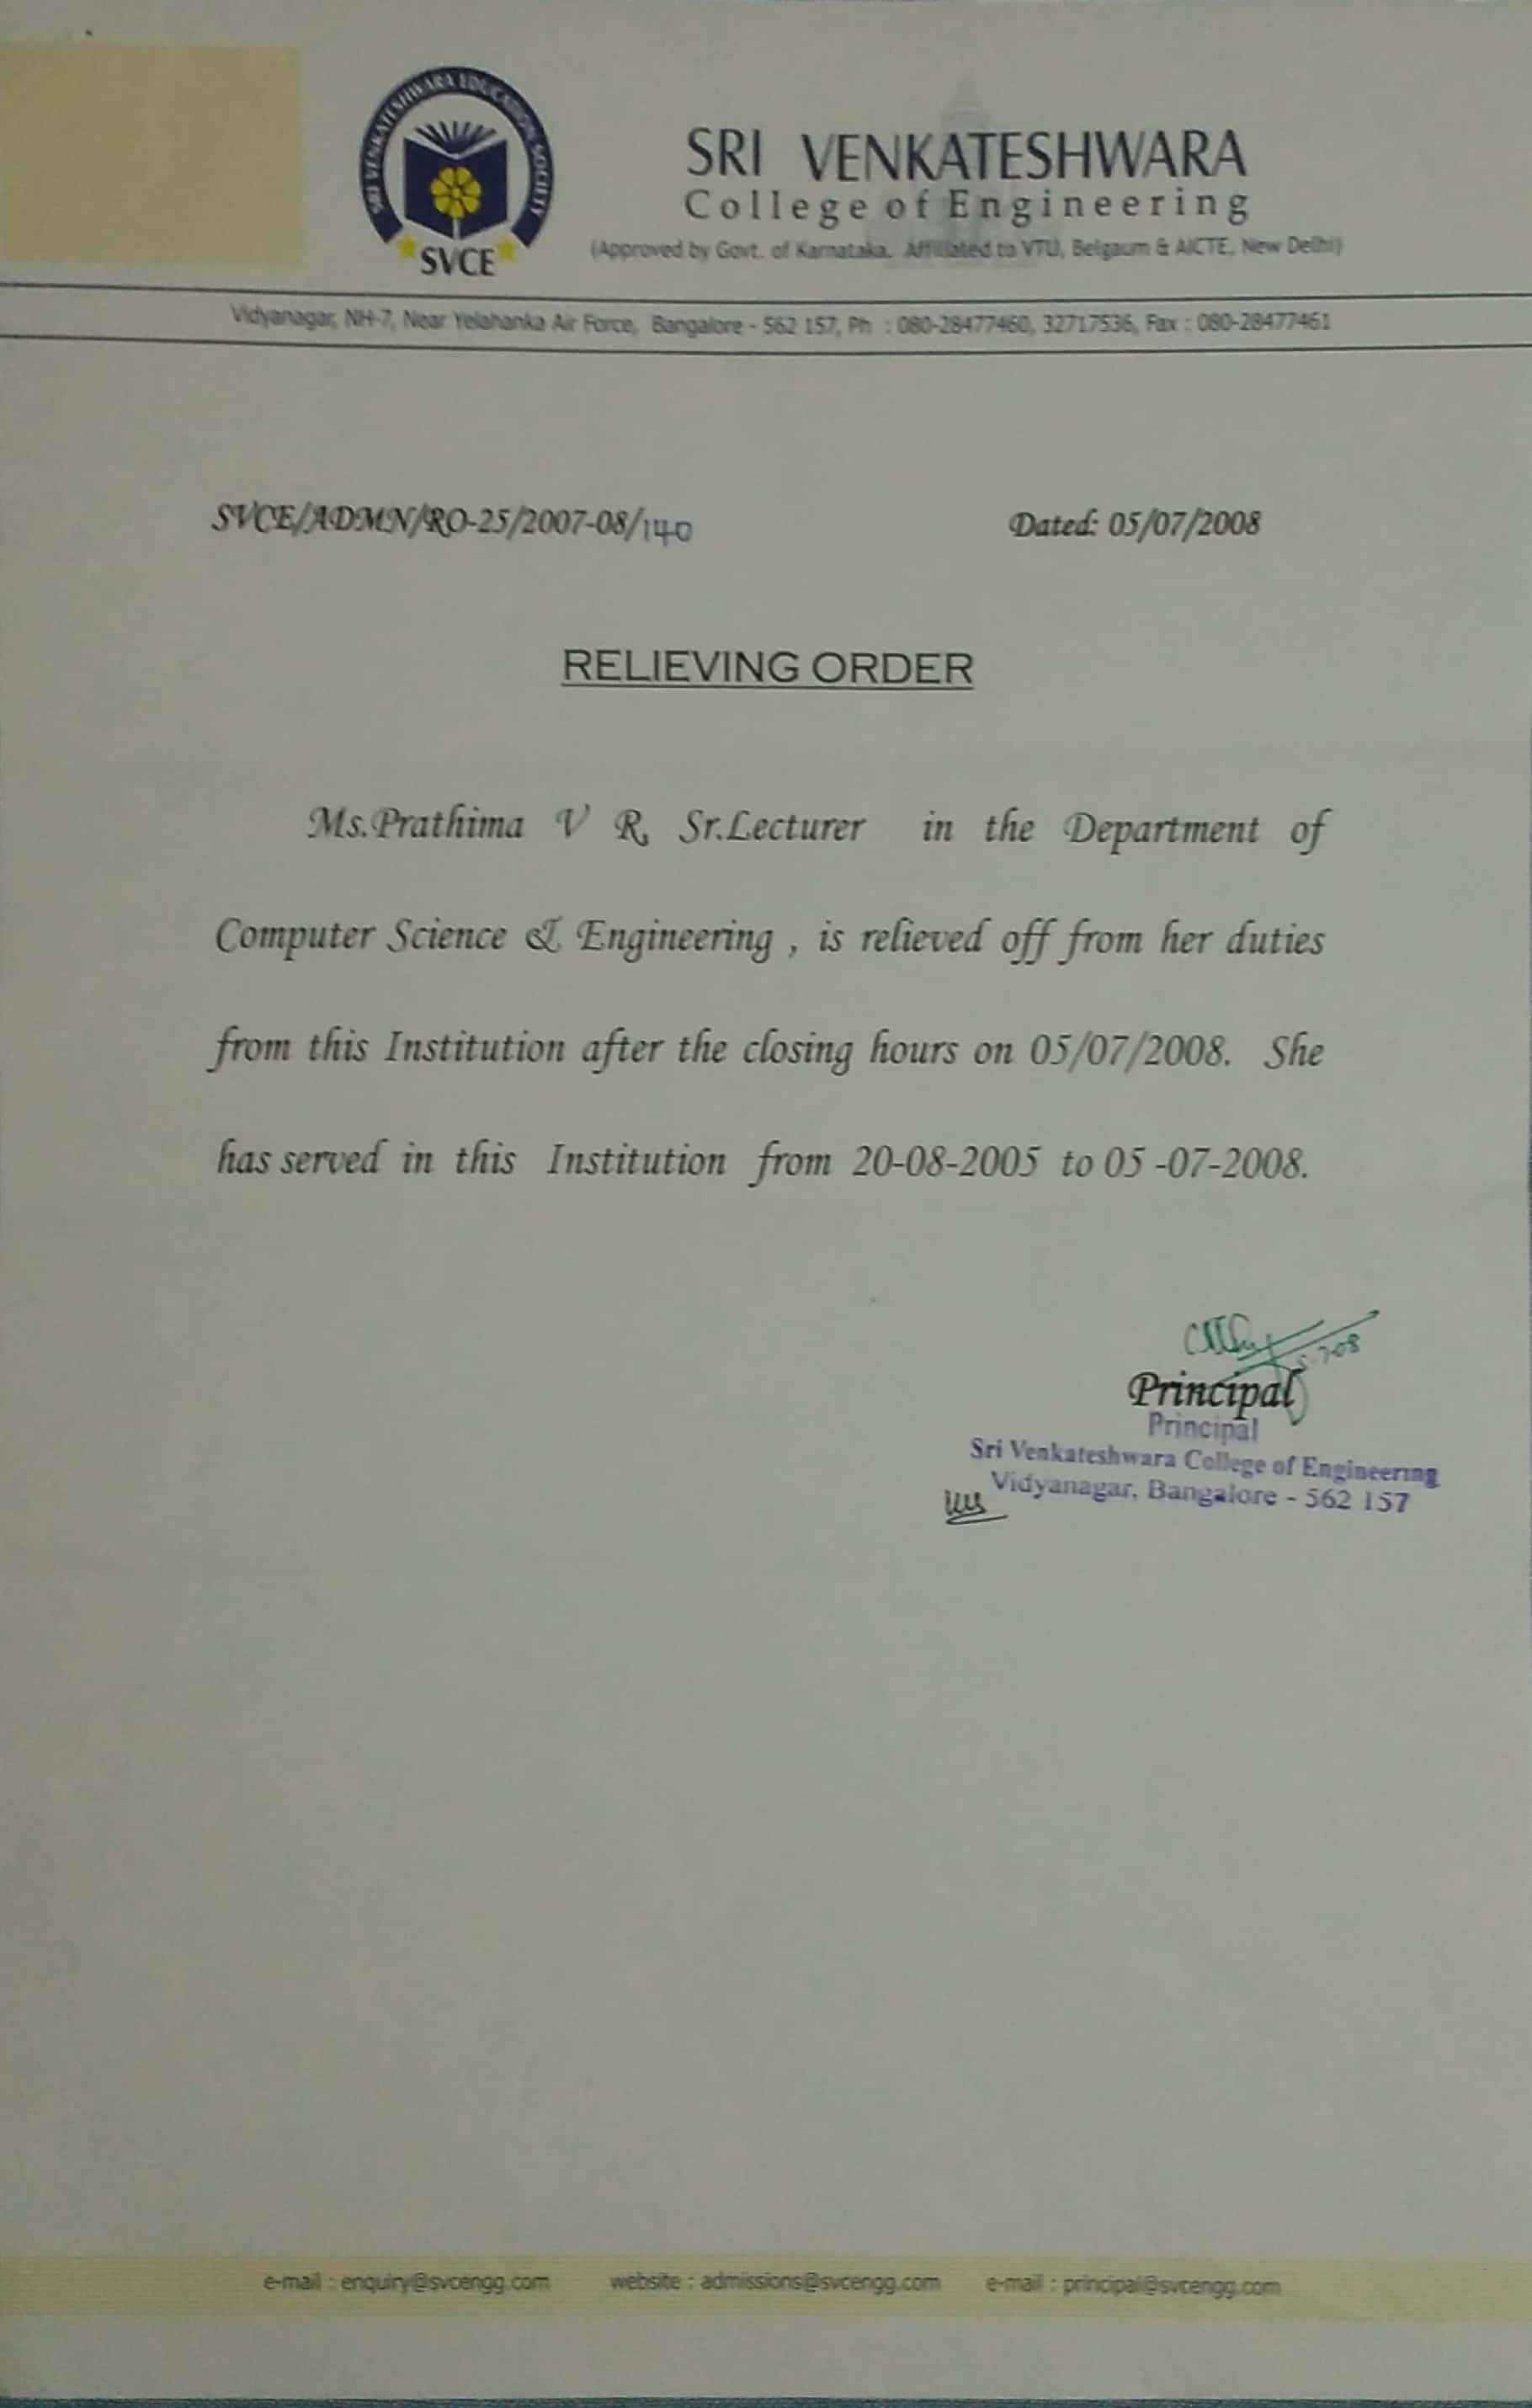 SRI VENKATESHWARA EDUCATION SOCIETY
SVCE
SRI VENKATESHWARA
College of Engineering
(Approved by Govt. of Karnataka. Affiliated to VTU, Belgaum & AICTE, New Delhi)
Vidyanagar, NH-7, Near Yelahanka Air Force, Bangalore - 562 157, Ph : 080-28477460, 32717536, Fax : 080-28477461
SVCE/ADMN/RO-25/2007-08/140 Dated: 05/07/2008
RELIEVING ORDER
Ms.Prathima V R, Sr.Lecturer in the Department of
Computer Science & Engineering , is relieved off from her duties
from this Institution after the closing hours on 05/07/2008. She
has served in this Institution from 20-08-2005 to 05 -07-2008.
5.7.08
Principal
Principal
Sri Venkateshwara College of Engineering
Vidyanagar, Bangalore - 562 157
e-mail : enquiry@svcengg.com website : admissions@svcengg.com e-mail : principal@svcengg.com